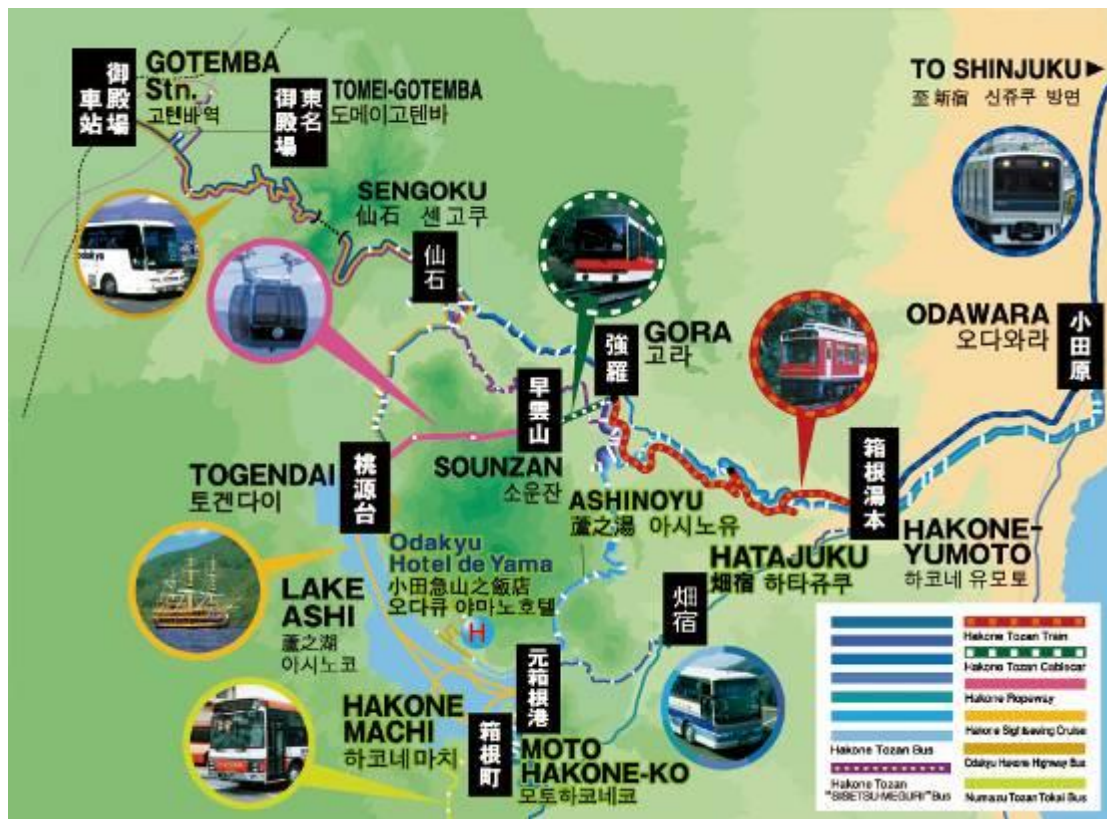 GOTEMBA
Stn.
고텐바역
御殿場
車站
TOMEI-GOTEMBA
도메이고텐바
東名
御殿場
TO SHINJUKU►
至 新宿 신쥬쿠 방면
SENGOKU
仙石 센고쿠
仙石
GORA
고라
強羅
ODAWARA
오다와라
小田原
早雲山
SOUNZAN
소운잔
TOGENDAI
토겐다이
桃源台
ASHINOYU
蘆之湯 아시노유
箱根湯本
HAKONE-
YUMOTO
하코네 유모토
HATAJUKU
畑宿 하타쥬쿠
畑宿
Odakyu
Hotel de Yama
小田急山之飯店
오다큐 야마노호텔
H
LAKE
ASHI
蘆之湖
아시노코
HAKONE
MACHI
하코네마치
箱根町
元箱根港
MOTO
HAKONE-KO
모토하코네코
Hakone Tozan Bus
Hakone Tozan
"SISETSU-MEGURI" Bus
Hakone Tozan Train
Hakone Tozan Cablecar
Hakone Ropeway
Hakone Sightseeing Cruise
Odakyu Hakone Highway Bus
Numazu Tozan Tokai Bus